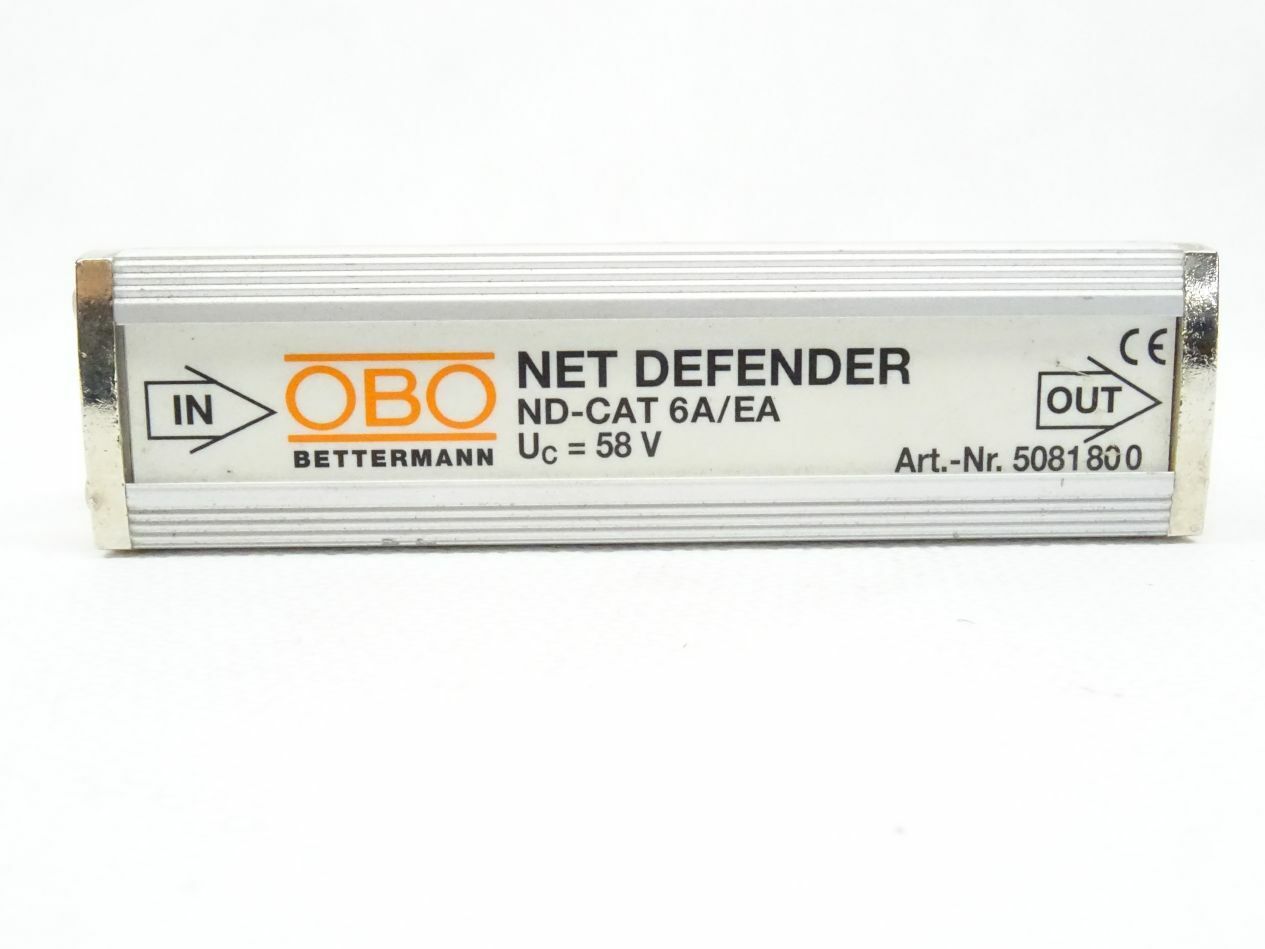 IN
OBO
BETTERMANN
NET DEFENDER
ND-CAT 6A/EA
UC = 58 V
CE
OUT
Art.-Nr. 5081800